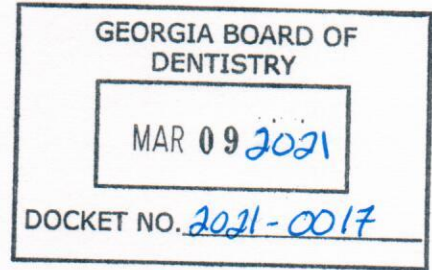 GEORGIA BOARD OF
DENTISTRY
MAR 09 2021
DOCKET NO. 2021-0017